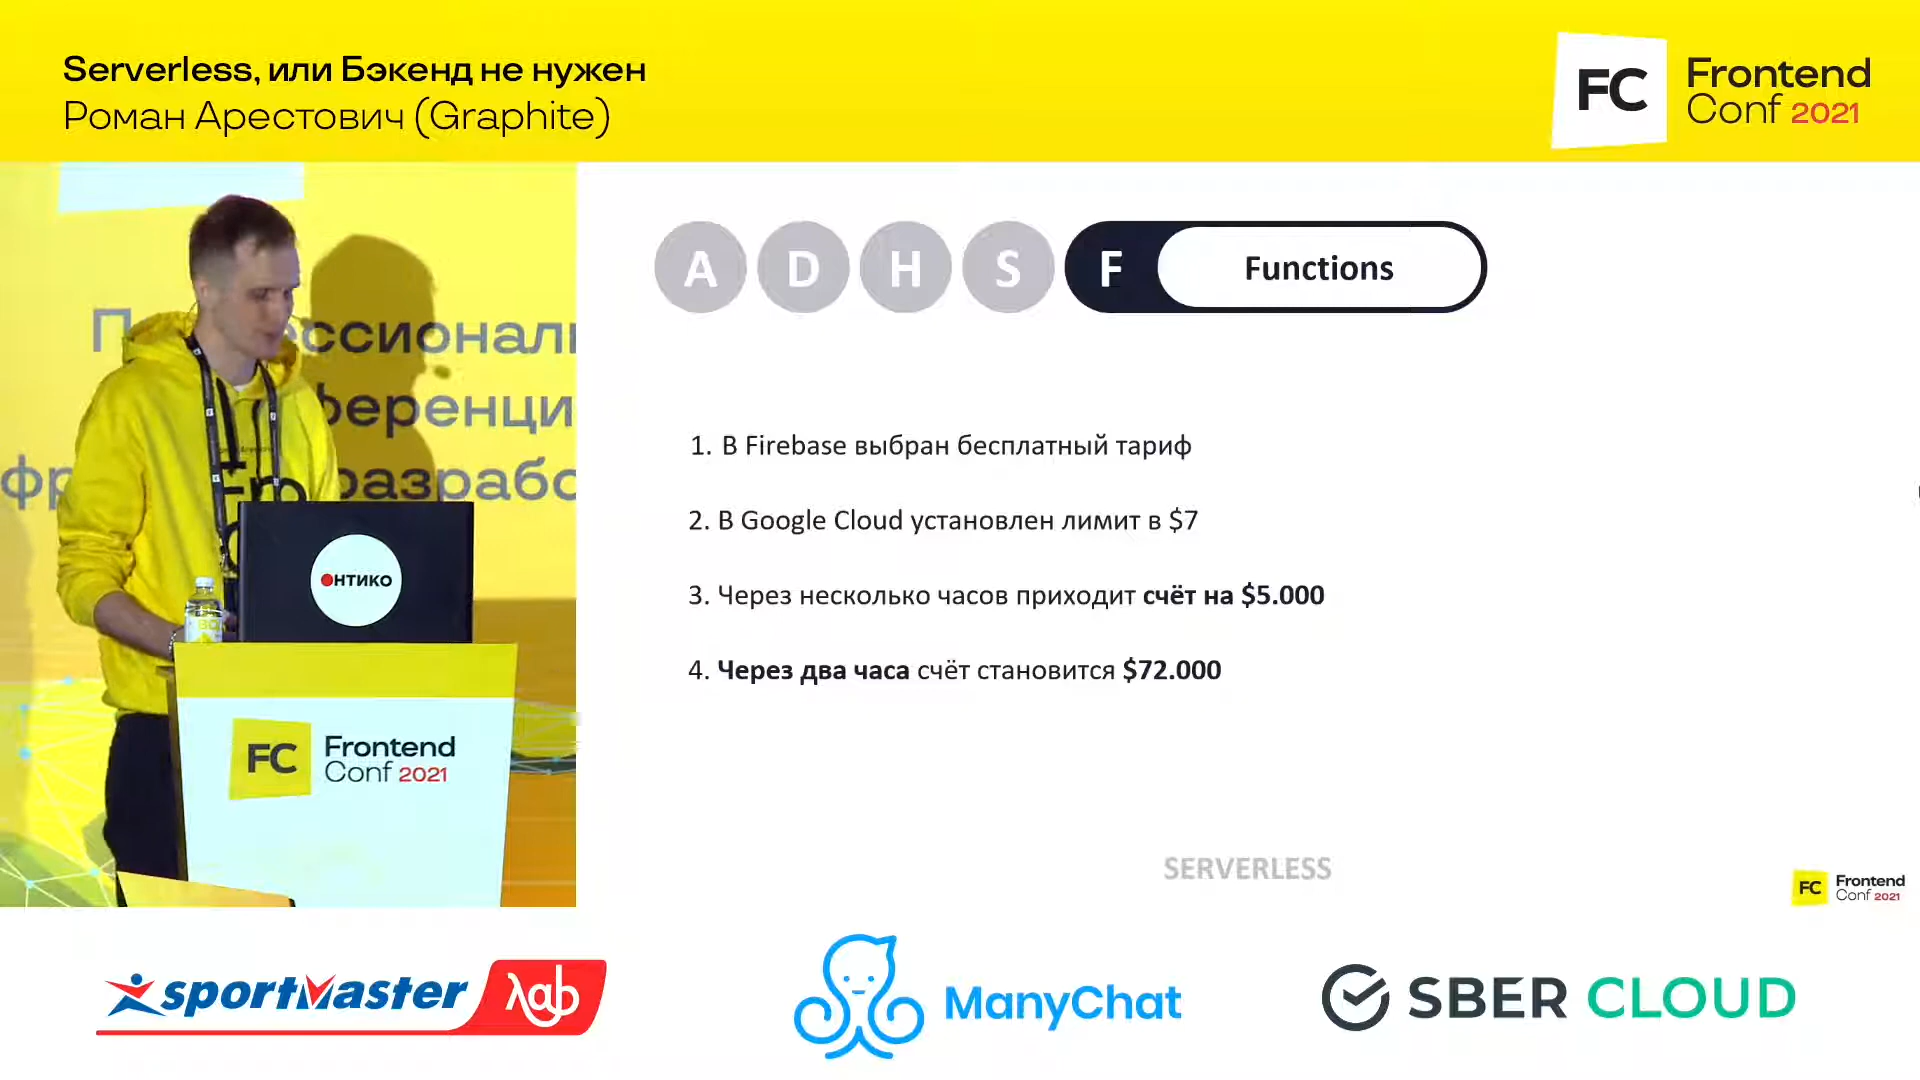 Serverless, или Бэкенд не нужен
Роман Арестович (Graphite)
FC
Frontend
Conf 2021
A
D
H
S
F
Functions
1. В Firebase выбран бесплатный тариф
2. В Google Cloud установлен лимит в $7
3. Через несколько часов приходит счёт на $5.000
4. Через два часа счёт становится $72.000
SERVERLESS
FC
Frontend
Conf 2021
ОНТИКО
FC
Frontend
Conf 2021
sportmaster лаб
ManyChat
SBER CLOUD